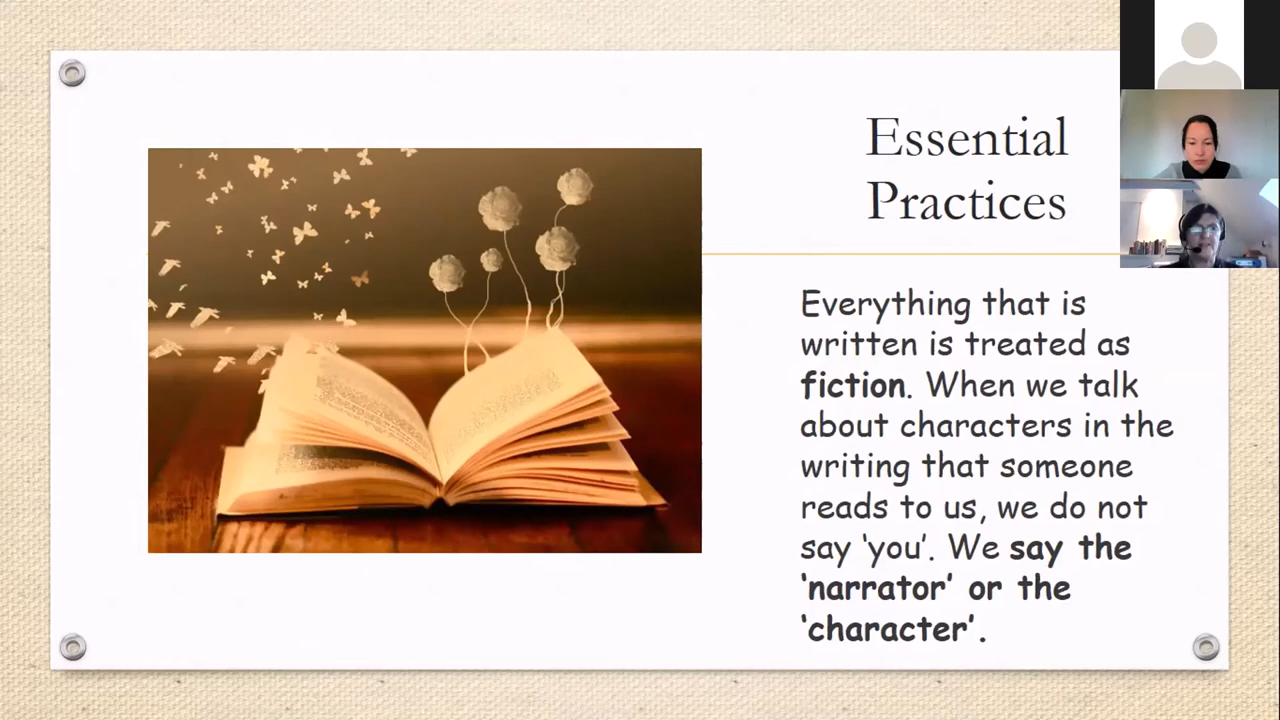 Essential
Practices
Everything that is
written is treated as
fiction. When we talk
about characters in the
writing that someone
reads to us, we do not
say ‘you’. We say the
‘narrator’ or the
‘character’.